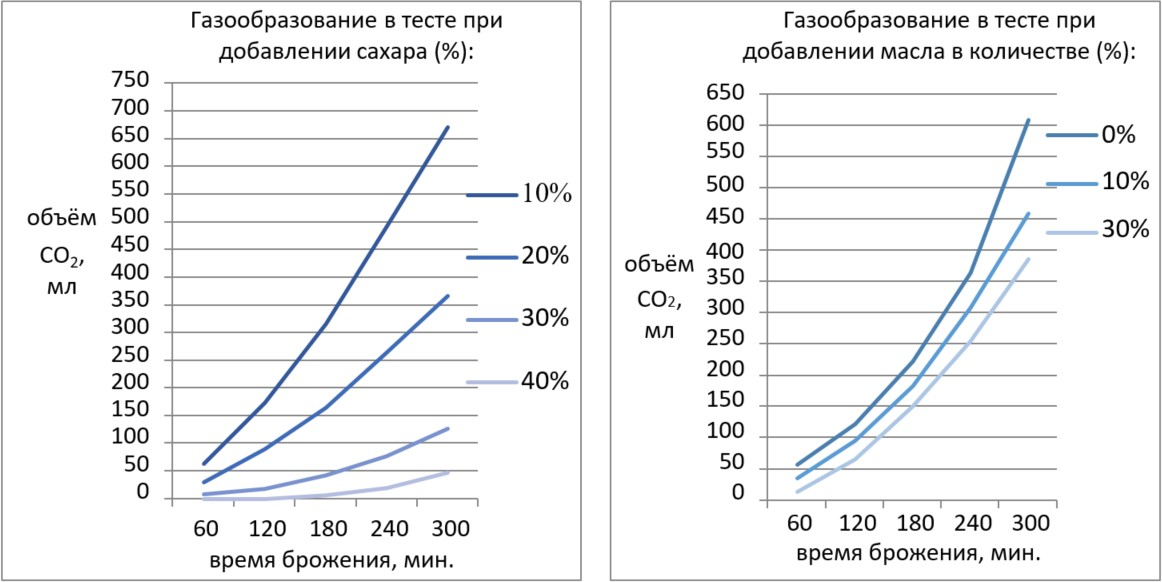 Газообразование в тесте при
добавлении сахара (%):
750
700
650
600
550
500
450
400
350
300
250
200
150
100
50
0
объём
CO₂,
мл
60 120 180 240 300
время брожения, мин.
10%
20%
30%
40%
Газообразование в тесте при
добавлении масла в количестве (%):
650
600
550
500
450
400
350
300
250
200
150
100
50
0
объём
CO₂,
мл
60 120 180 240 300
время брожения, мин.
0%
10%
30%